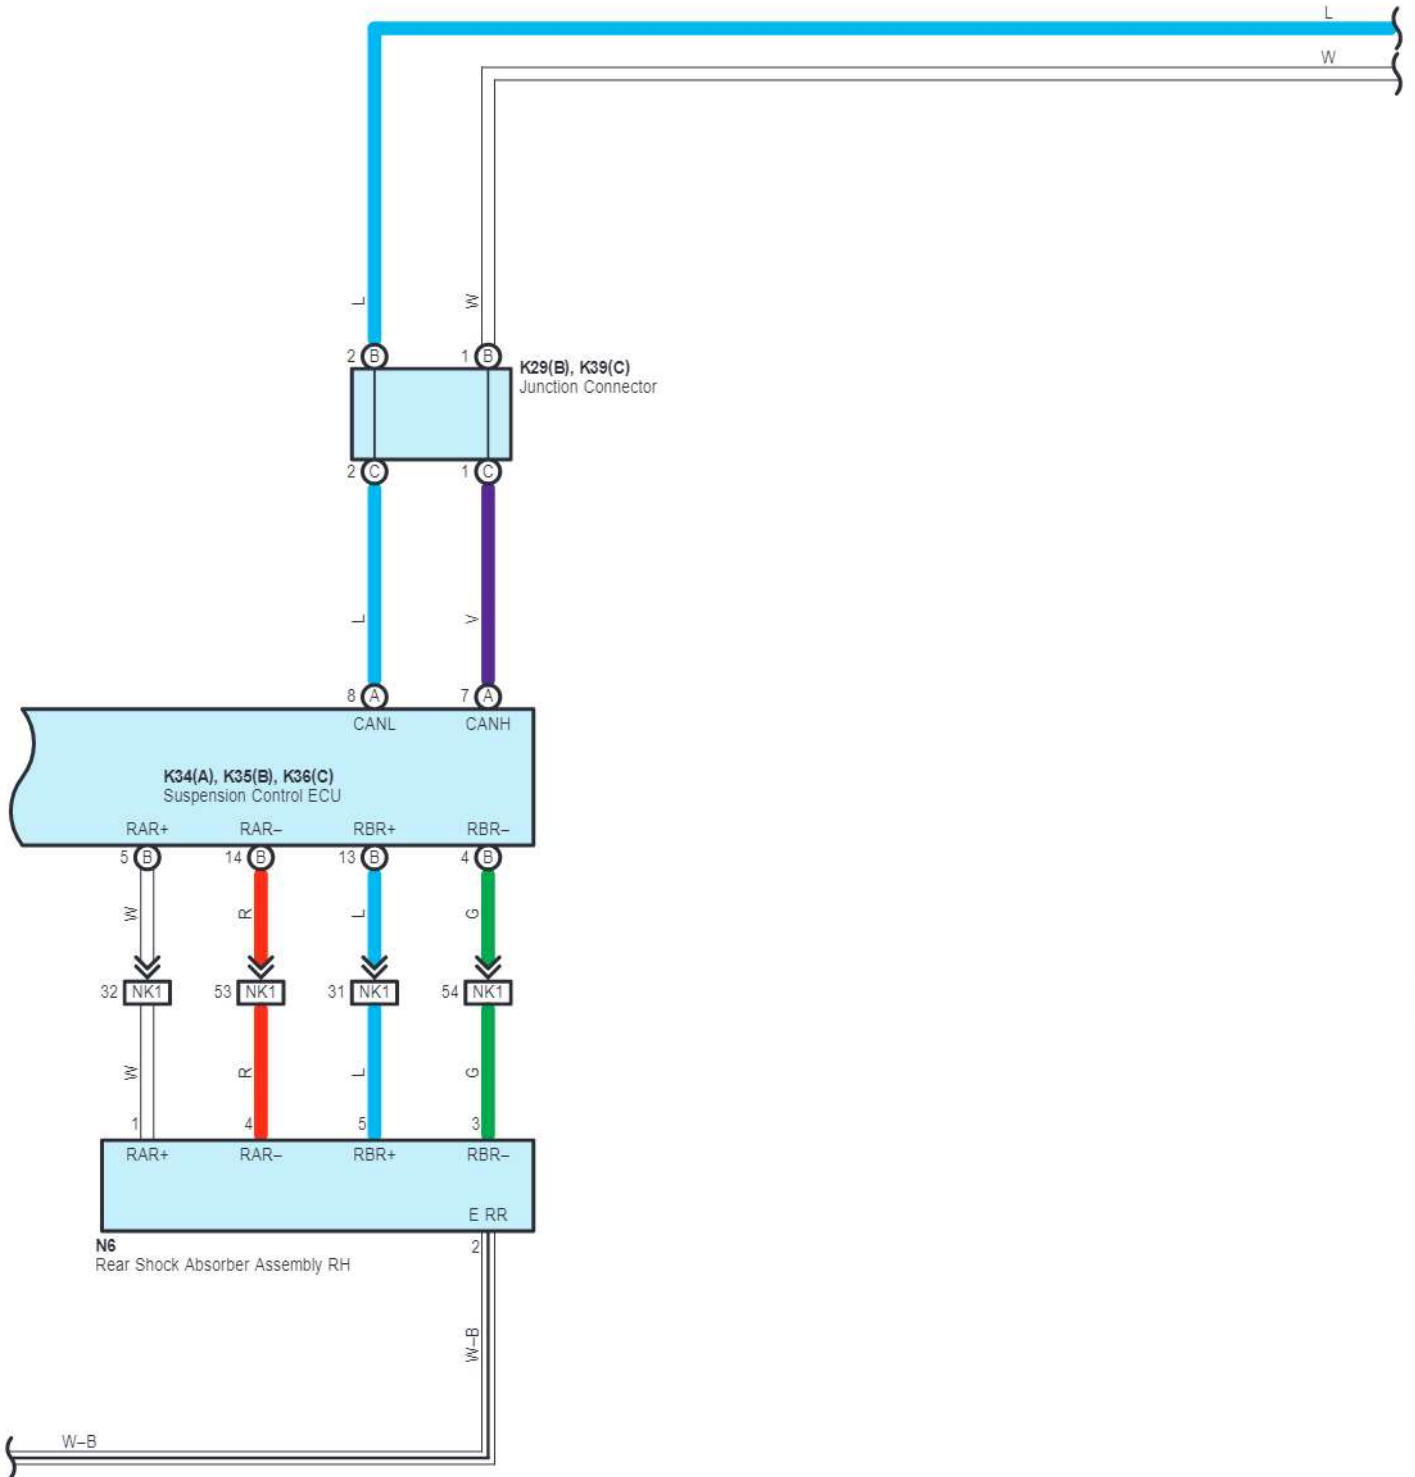 L
W
L W
2 B 1 B
K29(B), K39(C)
Junction Connector
2 C 1 C
L V
8 A 7 A
CANL CANH
K34(A), K35(B), K36(C)
Suspension Control ECU
RAR+ RAR– RBR+ RBR–
5 B 14 B 13 B 4 B
W R L G
32 NK1 53 NK1 31 NK1 54 NK1
W R L G
1 4 5 3
RAR+ RAR– RBR+ RBR–
E RR
N6
2
Rear Shock Absorber Assembly RH
W–B
W–B